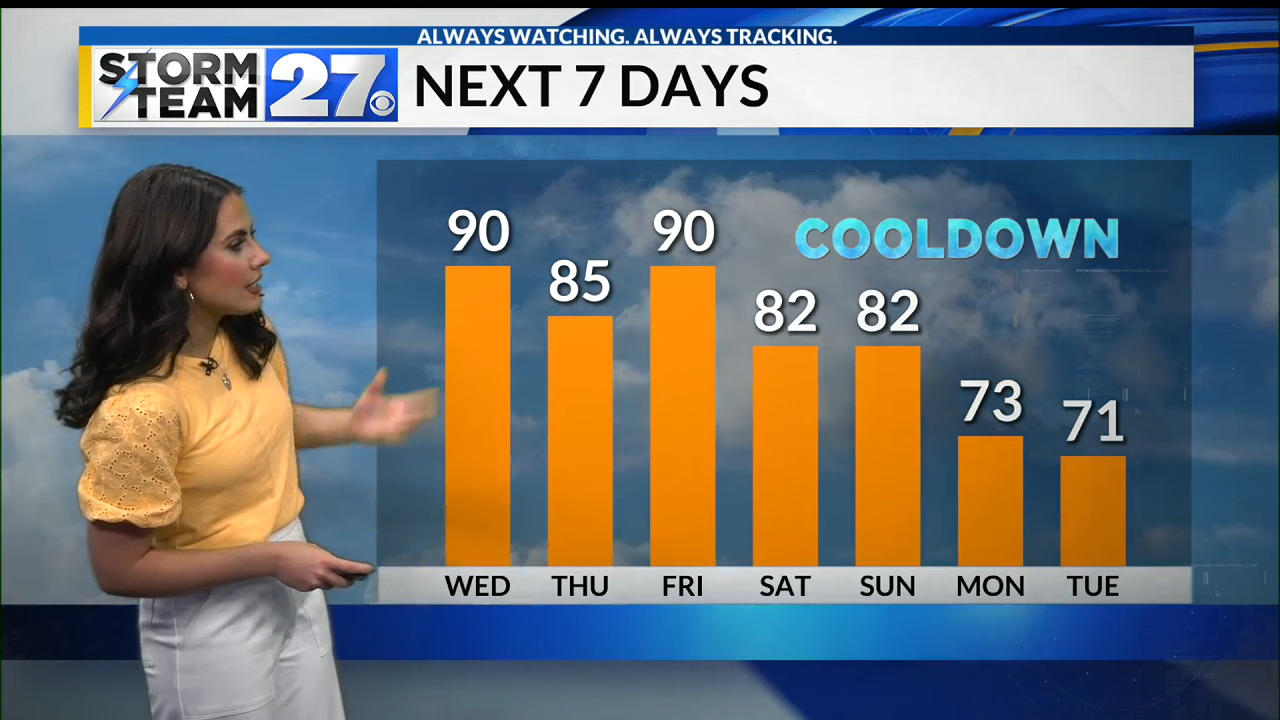 ALWAYS WATCHING. ALWAYS TRACKING.
STORM
TEAM
27
NEXT 7 DAYS
COOLDOWN
90 85 90 82 82 73 71
WED THU FRI SAT SUN MON TUE